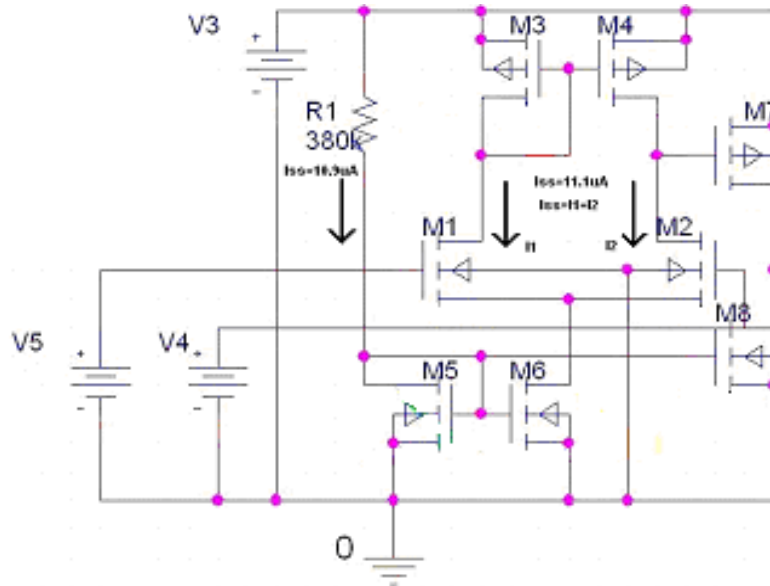 V3
M3
M4
R1
380k
M7
Iss=10.9uA
Iss=11.1uA
Iss=I1+I2
M1
M2
I1
I2
M8
V5
V4
M5
M6
0